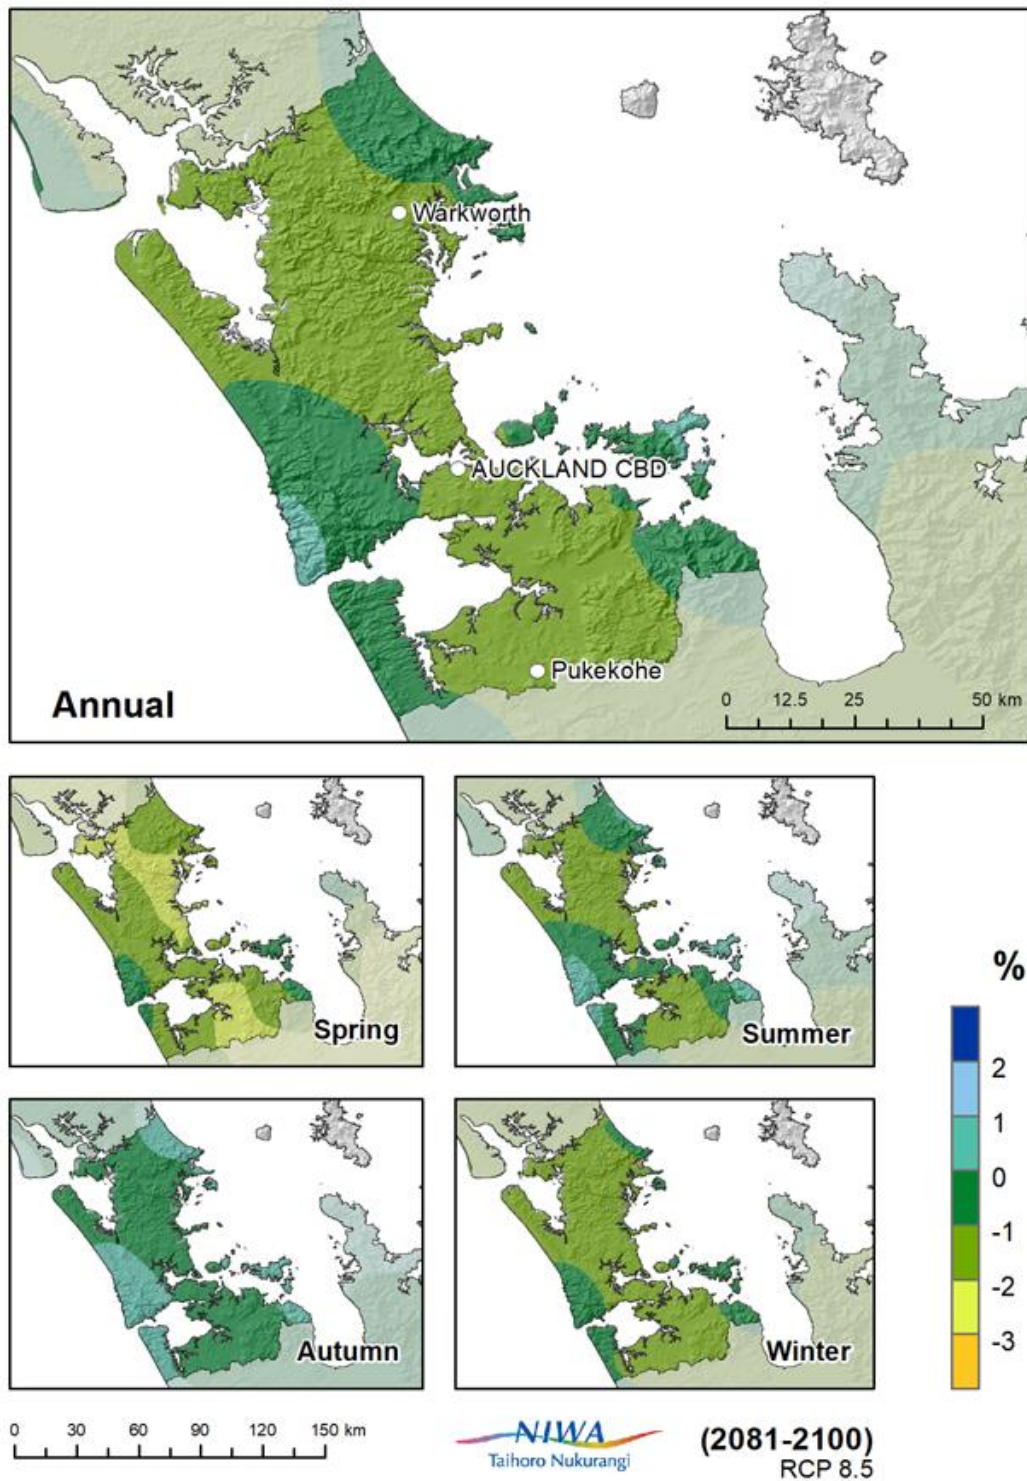 Warkworth
AUCKLAND CBD
Pukekohe
Annual
0 12.5 25 50 km
Spring
Summer
Autumn
Winter
%
2
1
0
-1
-2
-3
0 30 60 90 120 150 km
NIWA
Taihoro Nukurangi
(2081-2100)
RCP 8.5